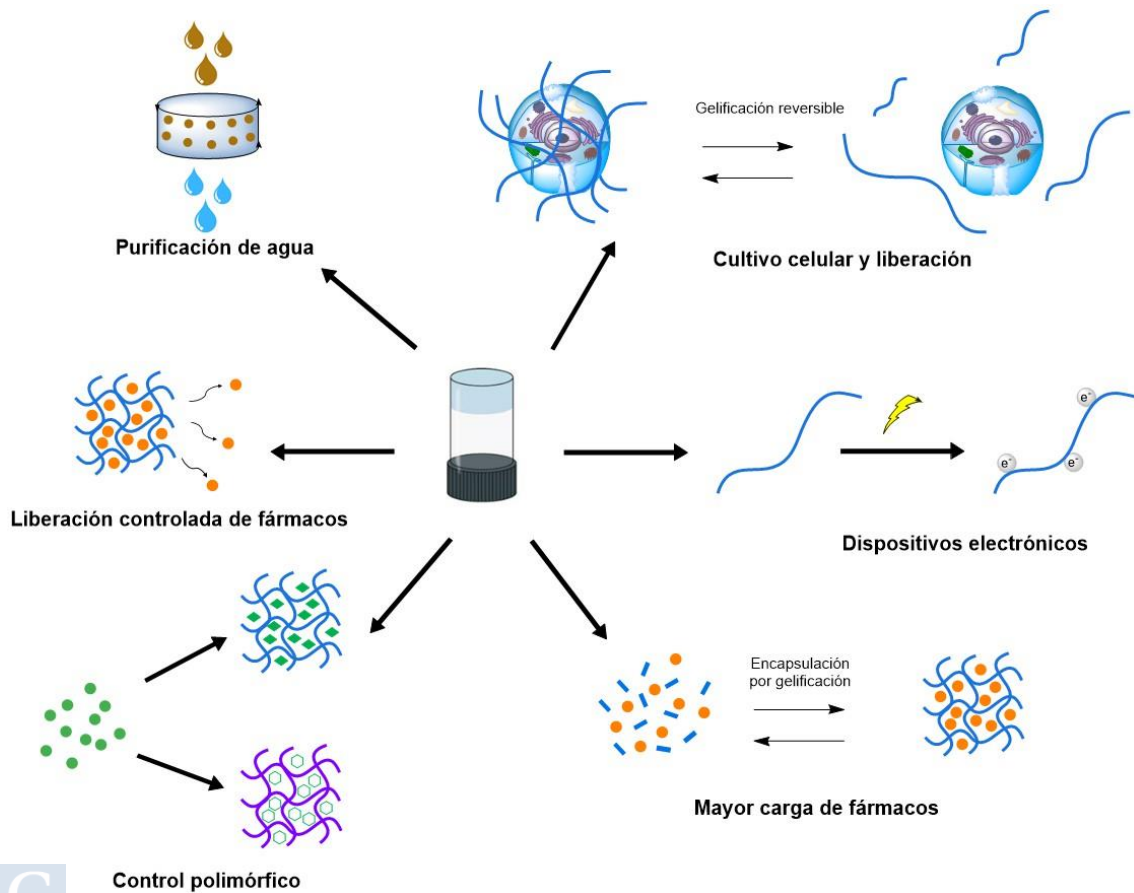 Gelificación reversible
Purificación de agua
Cultivo celular y liberación
e⁻
e⁻
e⁻
Liberación controlada de fármacos
Dispositivos electrónicos
Encapsulación
por gelificación
Mayor carga de fármacos
Control polimórfico
C